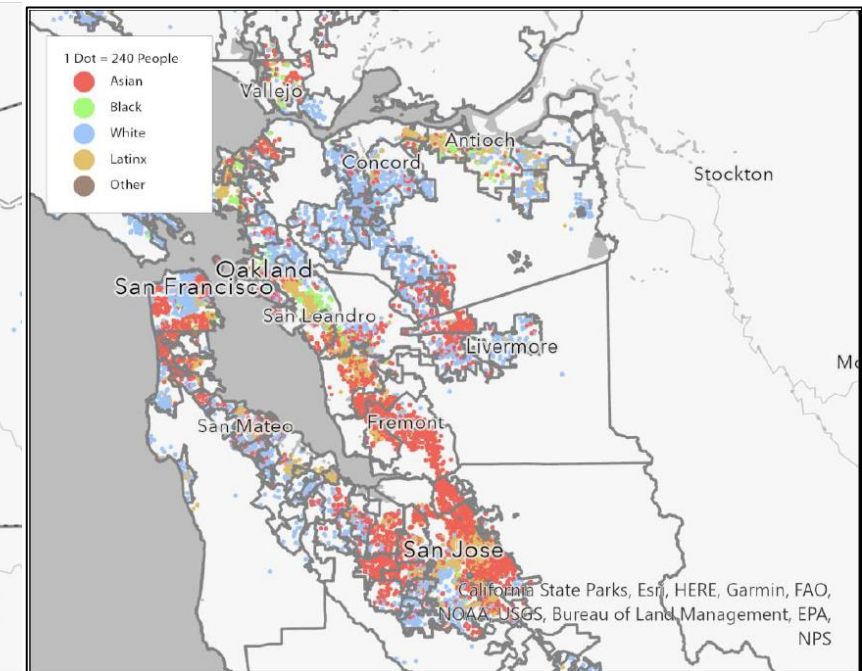 1 Dot = 240 People
Asian
Black
White
Latinx
Other
Vallejo
Antioch
Concord
Stockton
Oakland
San Francisco
San Leandro
Livermore
Mo
San Mateo
Fremont
San Jose
California State Parks, Esri, HERE, Garmin, FAO,
NOAA, USGS, Bureau of Land Management, EPA,
NPS